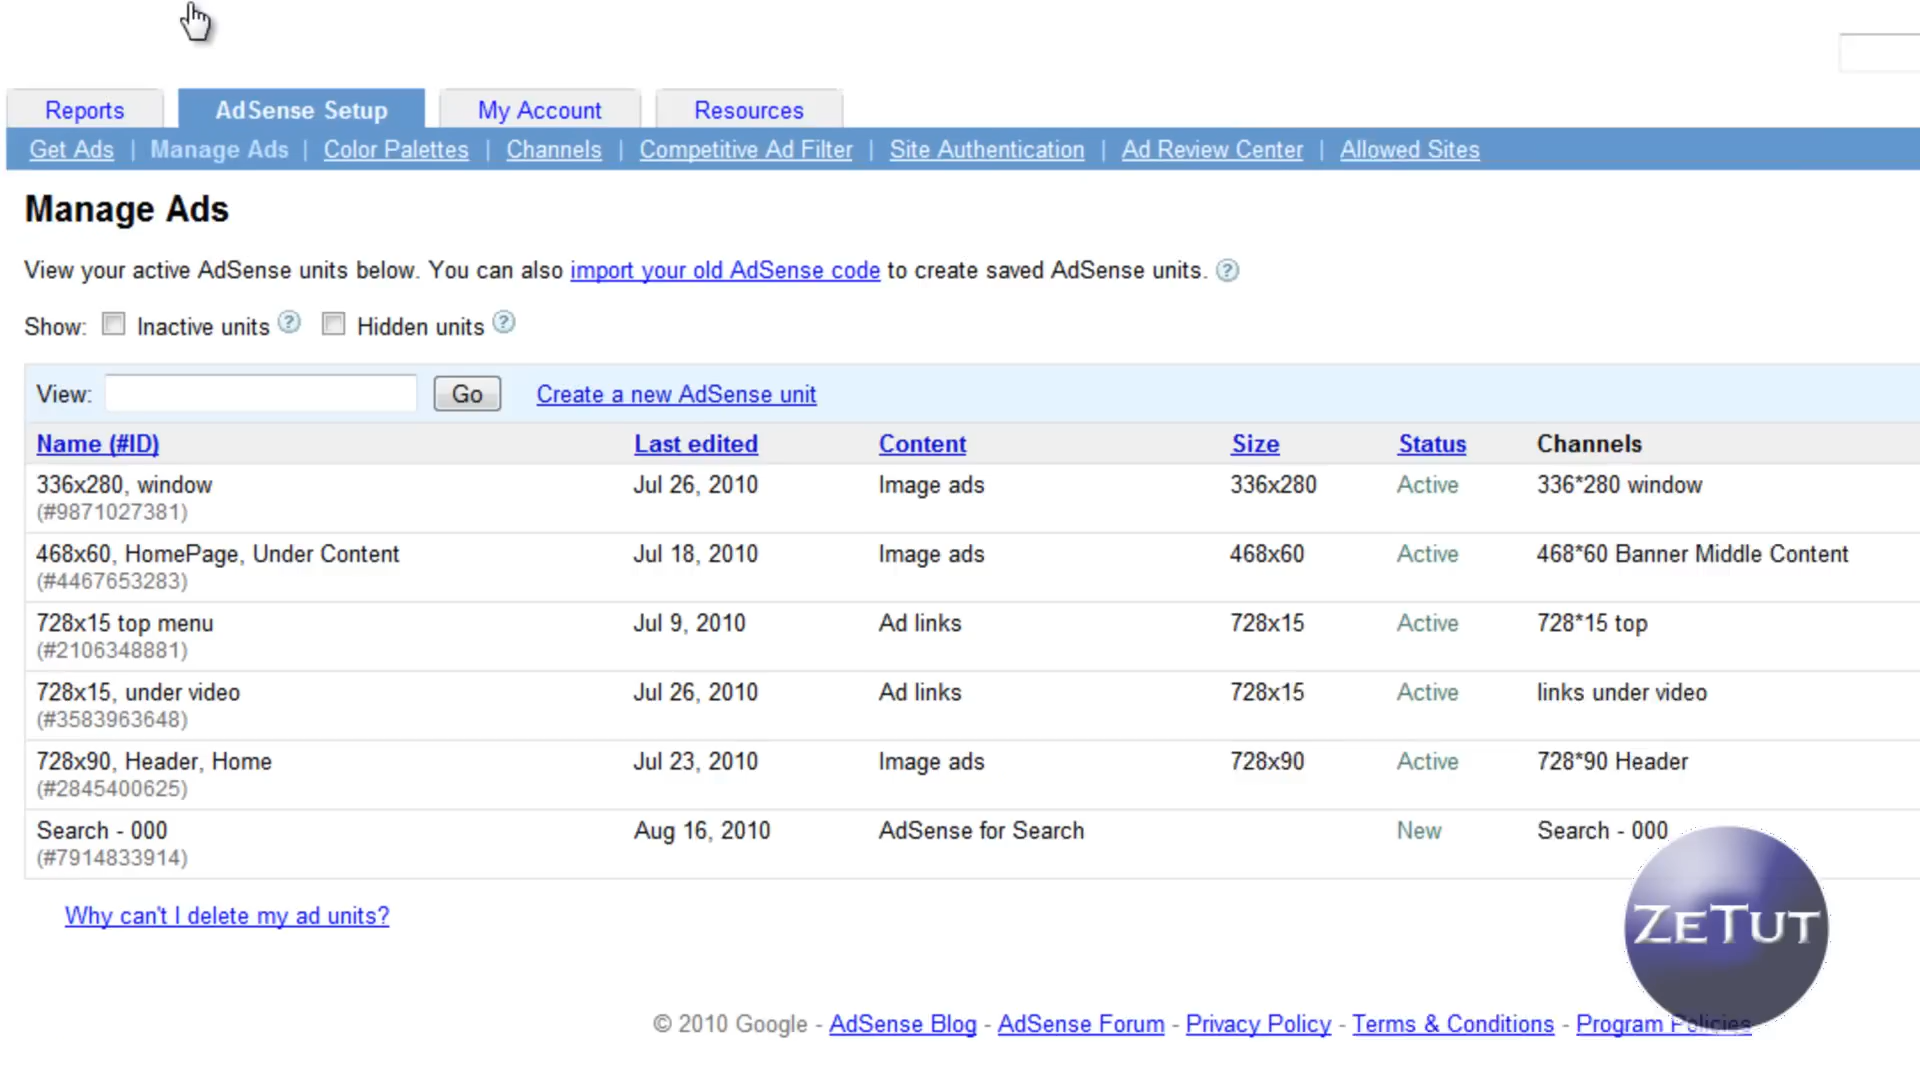 Reports AdSense Setup My Account Resources
Get Ads | Manage Ads | Color Palettes | Channels | Competitive Ad Filter | Site Authentication | Ad Review Center | Allowed Sites
Manage Ads
View your active AdSense units below. You can also import your old AdSense code to create saved AdSense units. ?
Show: Inactive units ? Hidden units ?
View: Go Create a new AdSense unit
Name (#ID) Last edited Content Size Status Channels
336x280, window Jul 26, 2010 Image ads 336x280 Active 336*280 window
(#9871027381)
468x60, HomePage, Under Content Jul 18, 2010 Image ads 468x60 Active 468*60 Banner Middle Content
(#4467653283)
728x15 top menu Jul 9, 2010 Ad links 728x15 Active 728*15 top
(#2106348881)
728x15, under video Jul 26, 2010 Ad links 728x15 Active links under video
(#3583963648)
728x90, Header, Home Jul 23, 2010 Image ads 728x90 Active 728*90 Header
(#2845400625)
Search - 000 Aug 16, 2010 AdSense for Search New Search - 000
(#7914833914)
Why can't I delete my ad units?
ZETUT
© 2010 Google - AdSense Blog - AdSense Forum - Privacy Policy - Terms & Conditions - Program Policies